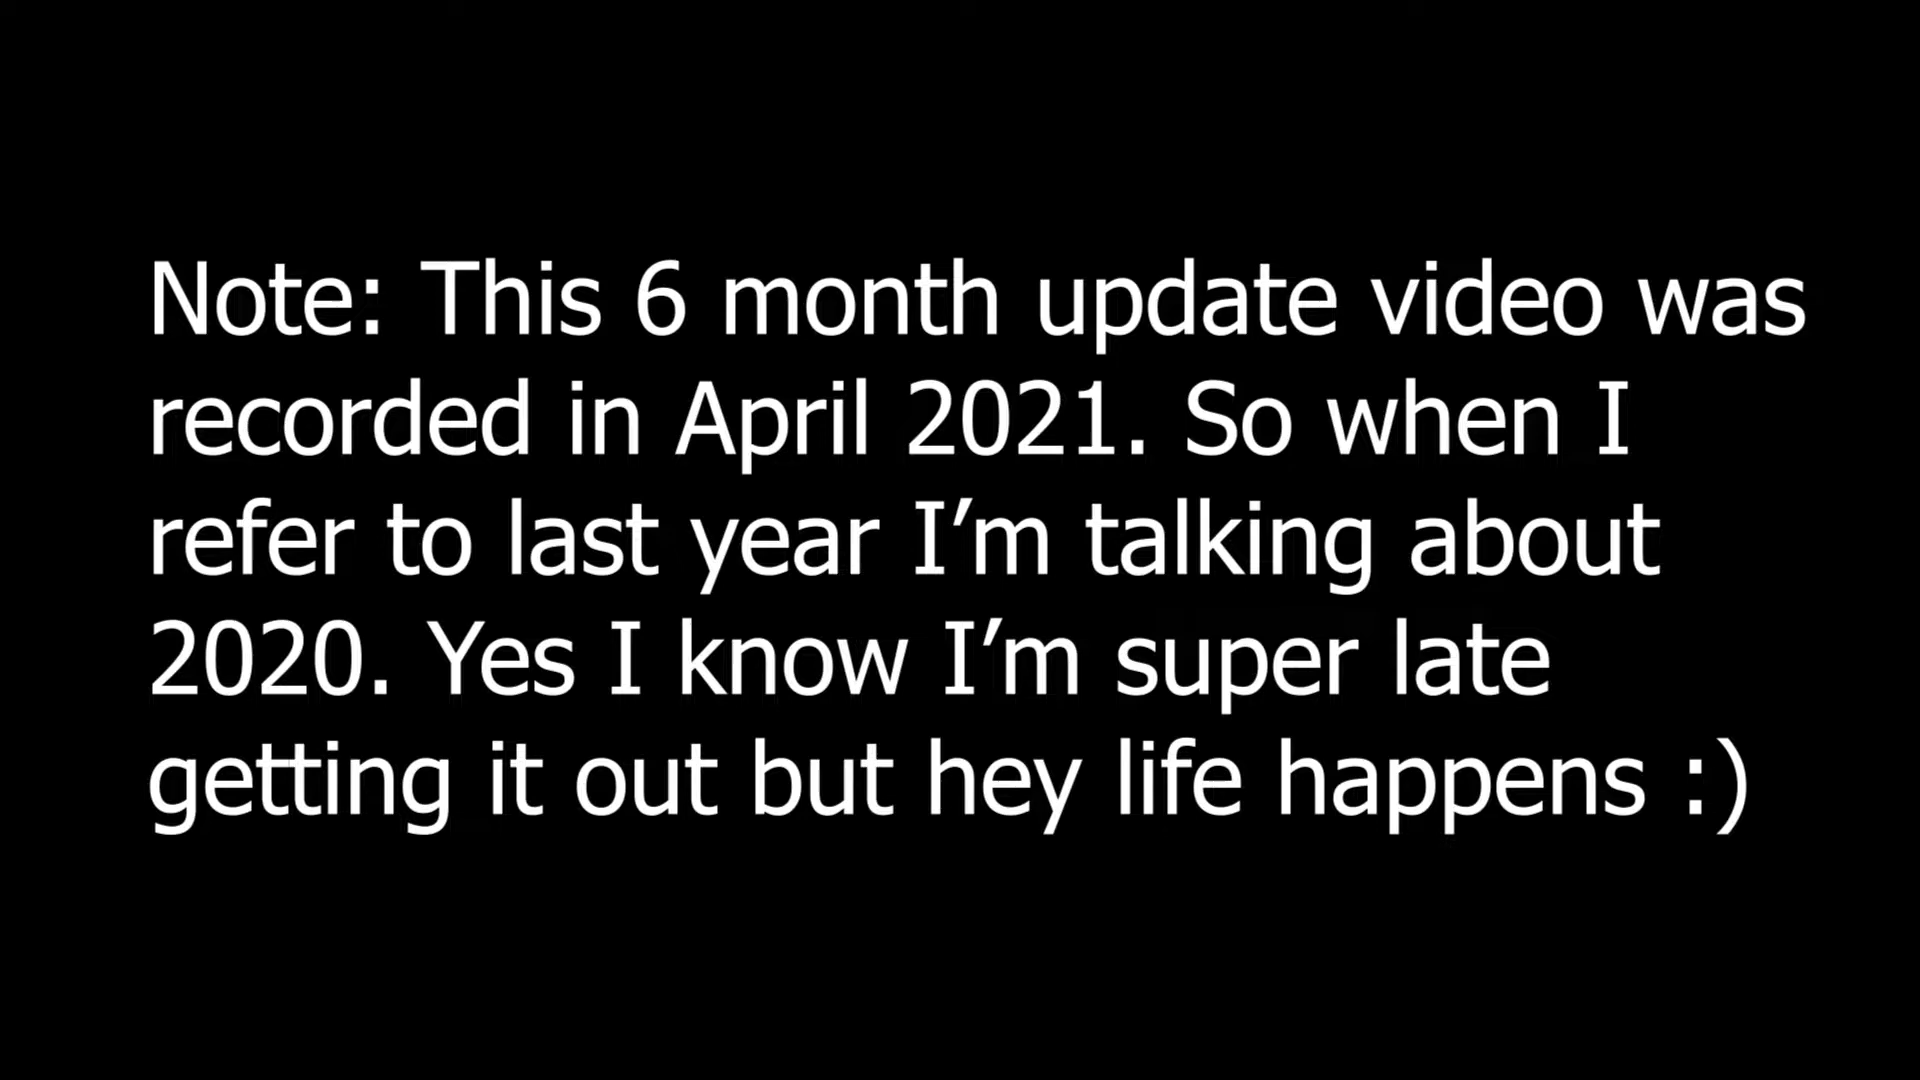 Note: This 6 month update video was
recorded in April 2021. So when I
refer to last year I’m talking about
2020. Yes I know I’m super late
getting it out but hey life happens :)